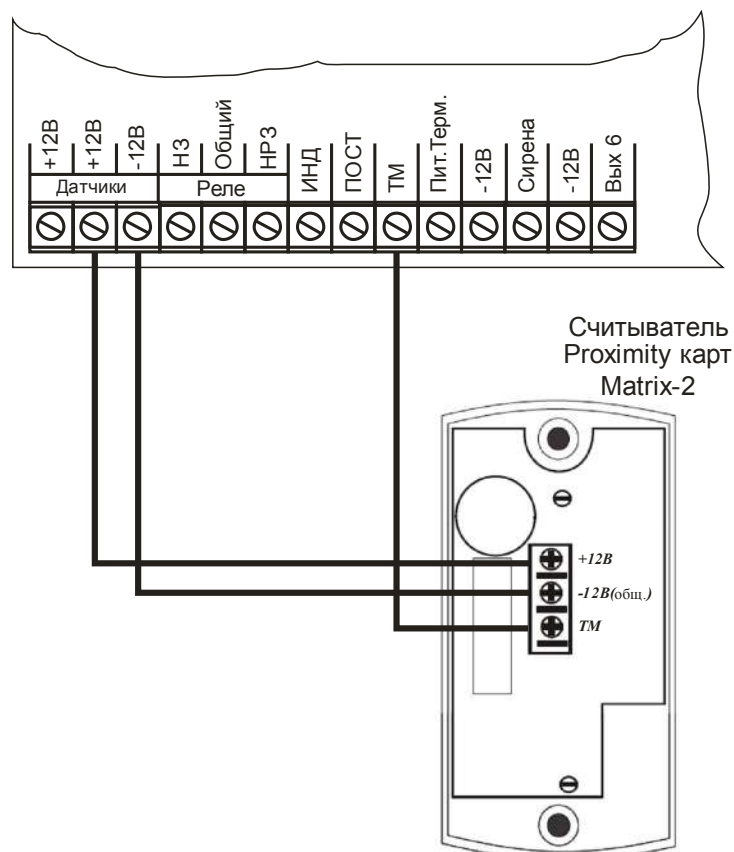 +12В
+12В
-12В
НЗ
Общий
НРЗ
ИНД
ПОСТ
ТМ
Пит.Терм.
-12В
Сирена
-12В
Вых 6
Датчики
Реле
Считыватель
Proximity карт
Matrix-2
+12В
-12В(общ.)
ТМ